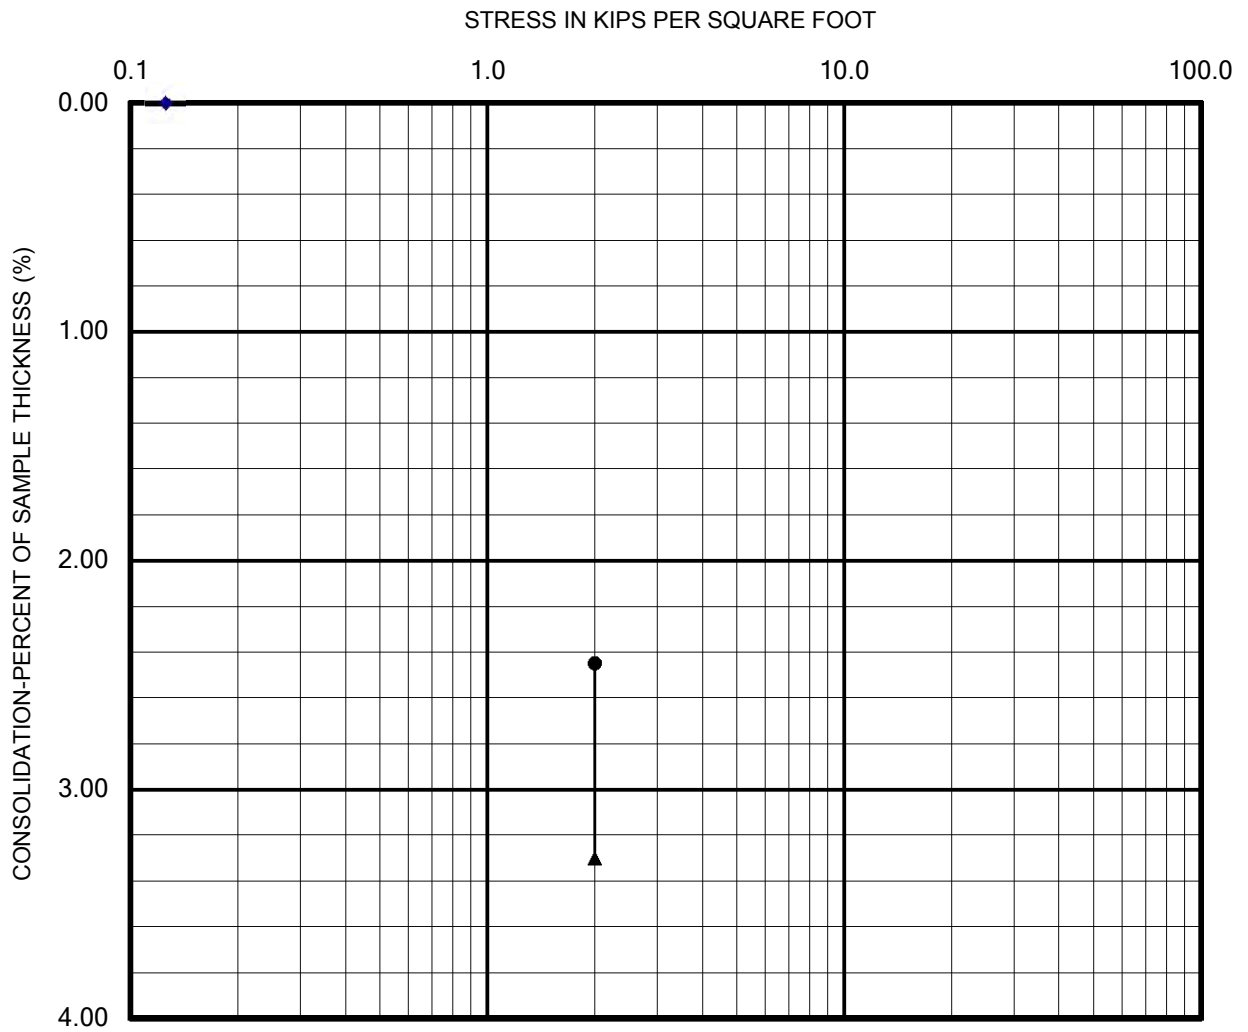 STRESS IN KIPS PER SQUARE FOOT
0.1 1.0 10.0 100.0
0.00
1.00
2.00
3.00
4.00
CONSOLIDATION-PERCENT OF SAMPLE THICKNESS (%)